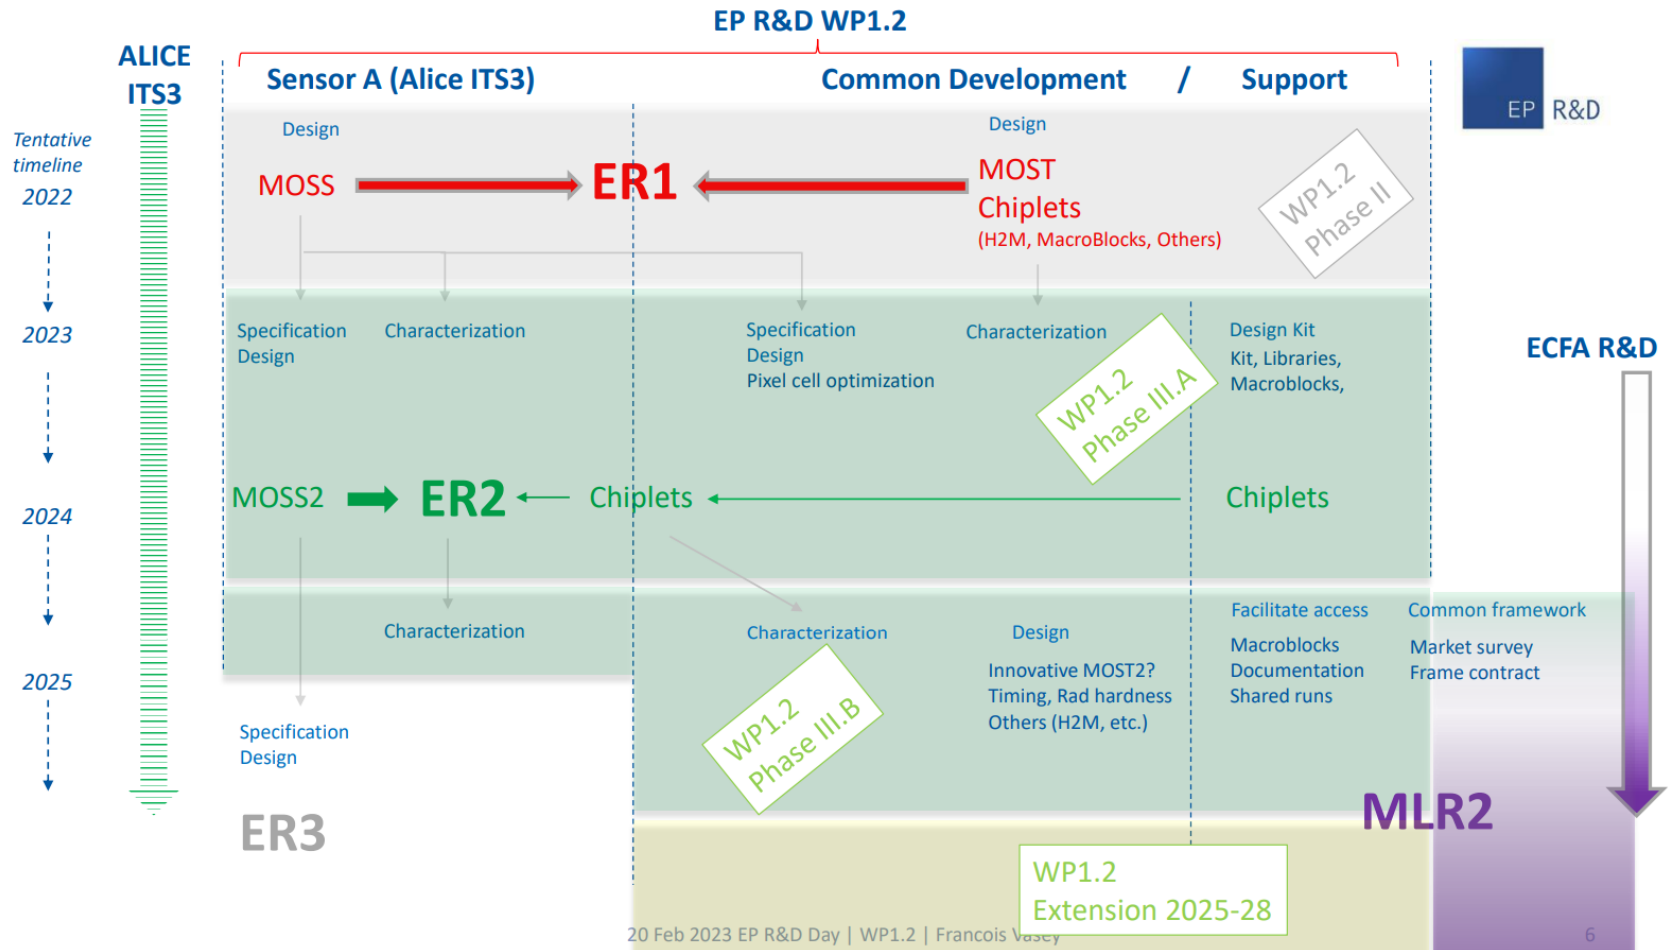 EP R&D WP1.2
ALICE
ITS3
Sensor A (Alice ITS3)
Common Development / Support
EP R&D
Tentative
timeline
2022
Design
MOSS
ER1
Design
MOST
Chiplets
(H2M, MacroBlocks, Others)
WP1.2
Phase II
2023
Specification
Design
Characterization
Specification
Design
Pixel cell optimization
Characterization
WP1.2
Phase III.A
Design Kit
Kit, Libraries,
Macroblocks,
ECFA R&D
2024
MOSS2
ER2
Chiplets
Chiplets
Characterization
Characterization
WP1.2
Phase III.B
Design
Innovative MOST2?
Timing, Rad hardness
Others (H2M, etc.)
Facilitate access
Macroblocks
Documentation
Shared runs
Common framework
Market survey
Frame contract
2025
Specification
Design
ER3
MLR2
WP1.2
Extension 2025-28
20 Feb 2023 EP R&D Day | WP1.2 | Francois Vasey
6